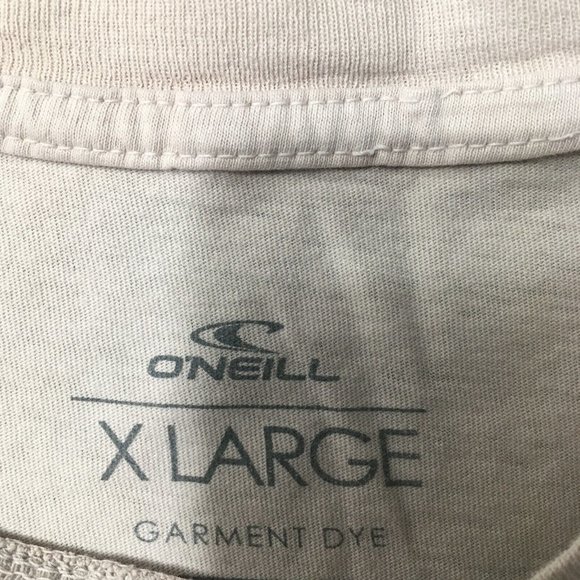 O'NEILL
X LARGE
GARMENT DYE